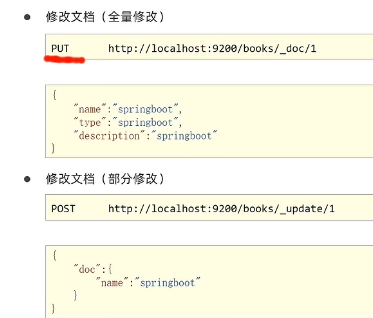 ● 修改文档（全量修改）
PUT http://localhost:9200/books/_doc/1
{
"name":"springboot",
"type":"springboot",
"description":"springboot"
}
● 修改文档（部分修改）
POST http://localhost:9200/books/_update/1
{
"doc":{
"name":"springboot"
}
}